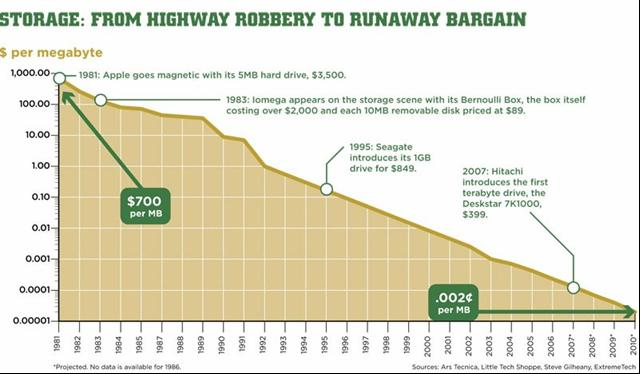 STORAGE: FROM HIGHWAY ROBBERY TO RUNAWAY BARGAIN
$ per megabyte
1,000.00
100.00
10.00
1.00
0.10
0.01
0.001
0.0001
0.00001
1981: Apple goes magnetic with its 5MB hard drive, $3,500.
1983: Iomega appears on the storage scene with its Bernoulli Box, the box itself
costing over $2,000 and each 10MB removable disk priced at $89.
1995: Seagate
introduces its 1GB
drive for $849.
2007: Hitachi
introduces the first
terabyte drive, the
Deskstar 7K1000,
$399.
$700
per MB
.002¢
per MB
1981 1982 1983 1984 1985 1987 1988 1989 1990 1991 1992 1993 1994 1995 1996 1997 1998 1999 2000 2001 2002 2003 2004 2005 2006 2007* 2008* 2009* 2010*
*Projected. No data is available for 1986.
Sources: Ars Tecnica, Little Tech Shoppe, Steve Gilheany, ExtremeTech